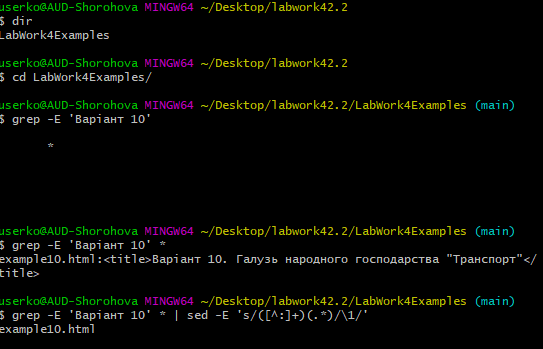 userko@AUD-Shorohova MINGW64 ~/Desktop/labwork42.2
$ dir
LabWork4Examples
userko@AUD-Shorohova MINGW64 ~/Desktop/labwork42.2
$ cd LabWork4Examples/
userko@AUD-Shorohova MINGW64 ~/Desktop/labwork42.2/LabWork4Examples (main)
$ grep -E 'Варіант 10'
*
userko@AUD-Shorohova MINGW64 ~/Desktop/labwork42.2/LabWork4Examples (main)
$ grep -E 'Варіант 10' *
example10.html:<title>Варіант 10. Галузь народного господарства "Транспорт"</
title>
userko@AUD-Shorohova MINGW64 ~/Desktop/labwork42.2/LabWork4Examples (main)
$ grep -E 'Варіант 10' * | sed -E 's/([^:]+)(.*)/\1/'
example10.html